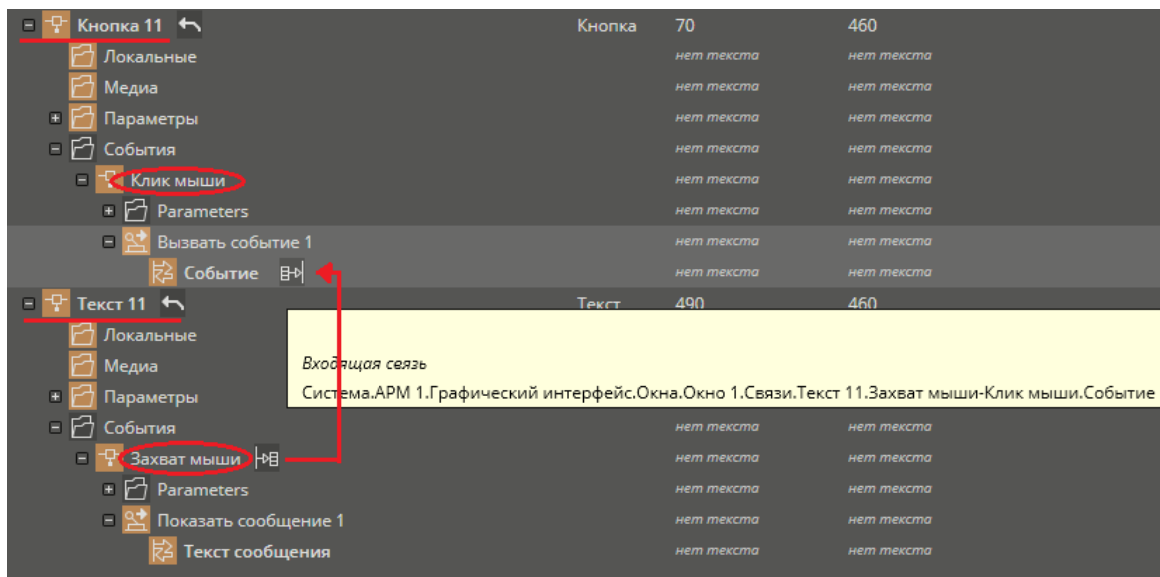 Кнопка 11 Кнопка 70 460
Локальные нет текста нет текста
Медиа нет текста нет текста
Параметры нет текста нет текста
События нет текста нет текста
Клик мыши нет текста нет текста
Parameters нет текста нет текста
Вызвать событие 1 нет текста нет текста
Событие нет текста нет текста
Текст 11 Текст 490 460
Локальные
Медиа Входящая связь
Параметры Система.АРМ 1.Графический интерфейс.Окна.Окно 1.Связи.Текст 11.Захват мыши-Клик мыши.Событие
События нет текста нет текста
Захват мыши нет текста нет текста
Parameters нет текста нет текста
Показать сообщение 1 нет текста нет текста
Текст сообщения нет текста нет текста